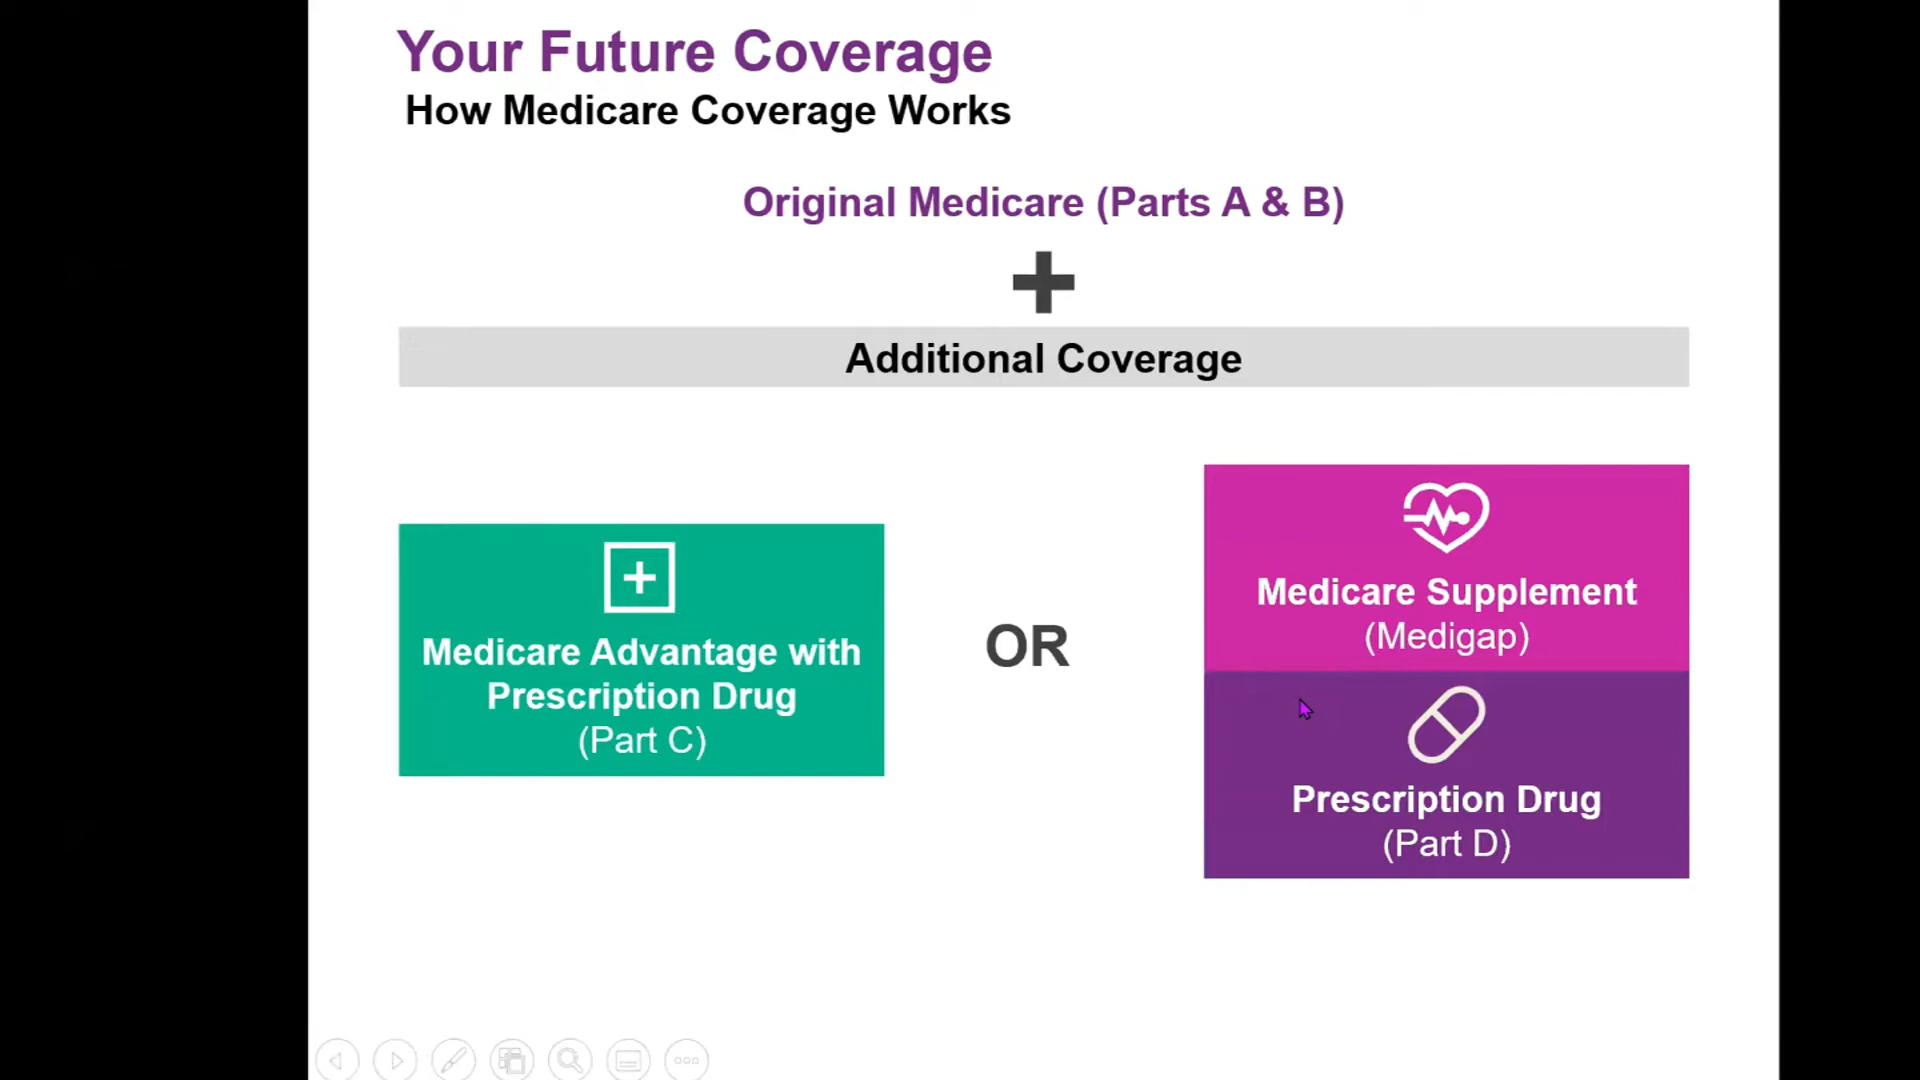 Your Future Coverage
How Medicare Coverage Works
Original Medicare (Parts A & B)
Additional Coverage
Medicare Advantage with
Prescription Drug
(Part C)
OR
Medicare Supplement
(Medigap)
Prescription Drug
(Part D)